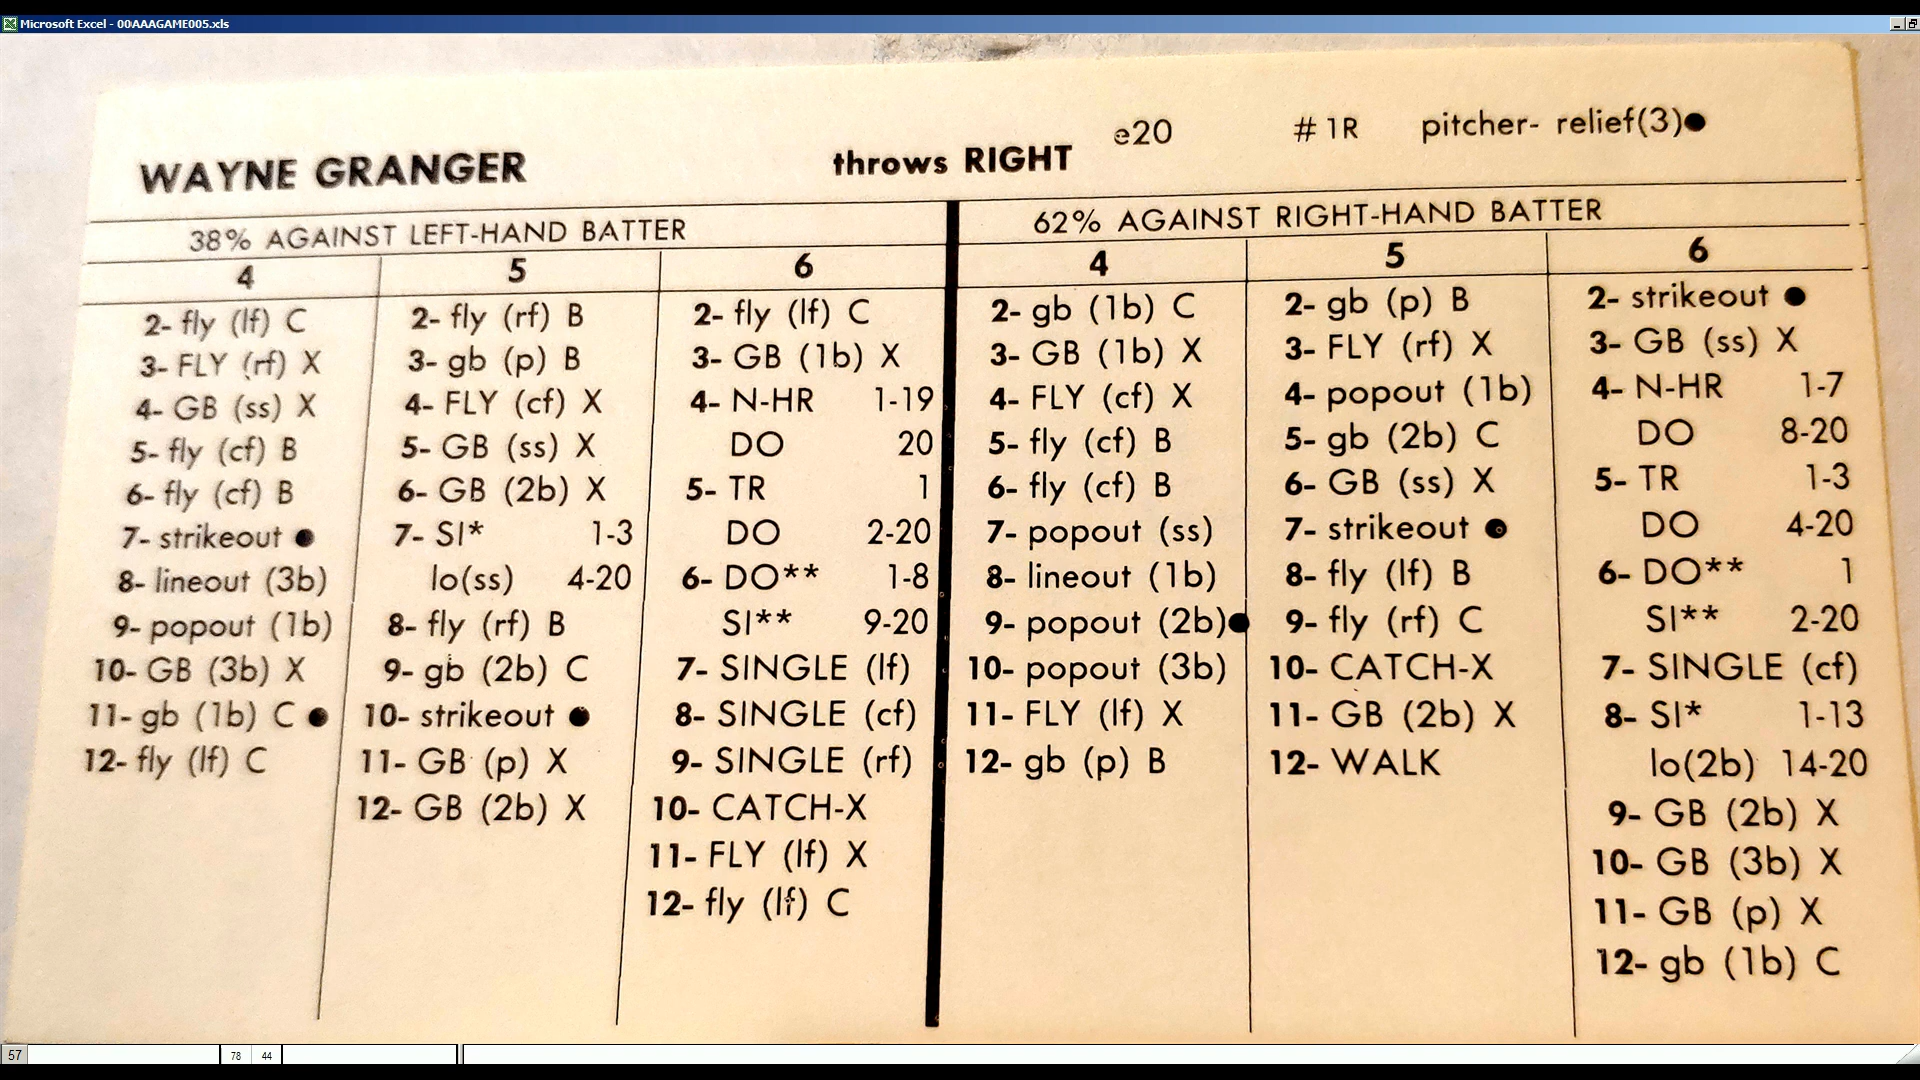 Microsoft Excel - 00AAAGAME005.xls
WAYNE GRANGER throws RIGHT e20 #1R pitcher- relief(3)●
38% AGAINST LEFT-HAND BATTER
4
2- fly (lf) C
3- FLY (rf) X
4- GB (ss) X
5- fly (cf) B
6- fly (cf) B
7- strikeout ●
8- lineout (3b)
9- popout (1b)
10- GB (3b) X
11- gb (1b) C ●
12- fly (lf) C
5
2- fly (rf) B
3- gb (p) B
4- FLY (cf) X
5- GB (ss) X
6- GB (2b) X
7- SI* 1-3
lo(ss) 4-20
8- fly (rf) B
9- gb (2b) C
10- strikeout ●
11- GB (p) X
12- GB (2b) X
6
2- fly (lf) C
3- GB (1b) X
4- N-HR 1-19
DO 20
5- TR 1
DO 2-20
6- DO** 1-8
SI** 9-20
7- SINGLE (lf)
8- SINGLE (cf)
9- SINGLE (rf)
10- CATCH-X
11- FLY (lf) X
12- fly (lf) C
62% AGAINST RIGHT-HAND BATTER
4
2- gb (1b) C
3- GB (1b) X
4- FLY (cf) X
5- fly (cf) B
6- fly (cf) B
7- popout (ss)
8- lineout (1b)
9- popout (2b)●
10- popout (3b)
11- FLY (lf) X
12- gb (p) B
5
2- gb (p) B
3- FLY (rf) X
4- popout (1b)
5- gb (2b) C
6- GB (ss) X
7- strikeout ●
8- fly (lf) B
9- fly (rf) C
10- CATCH-X
11- GB (2b) X
12- WALK
6
2- strikeout ●
3- GB (ss) X
4- N-HR 1-7
DO 8-20
5- TR 1-3
DO 4-20
6- DO** 1
SI** 2-20
7- SINGLE (cf)
8- SI* 1-13
lo(2b) 14-20
9- GB (2b) X
10- GB (3b) X
11- GB (p) X
12- gb (1b) C
57 78 44